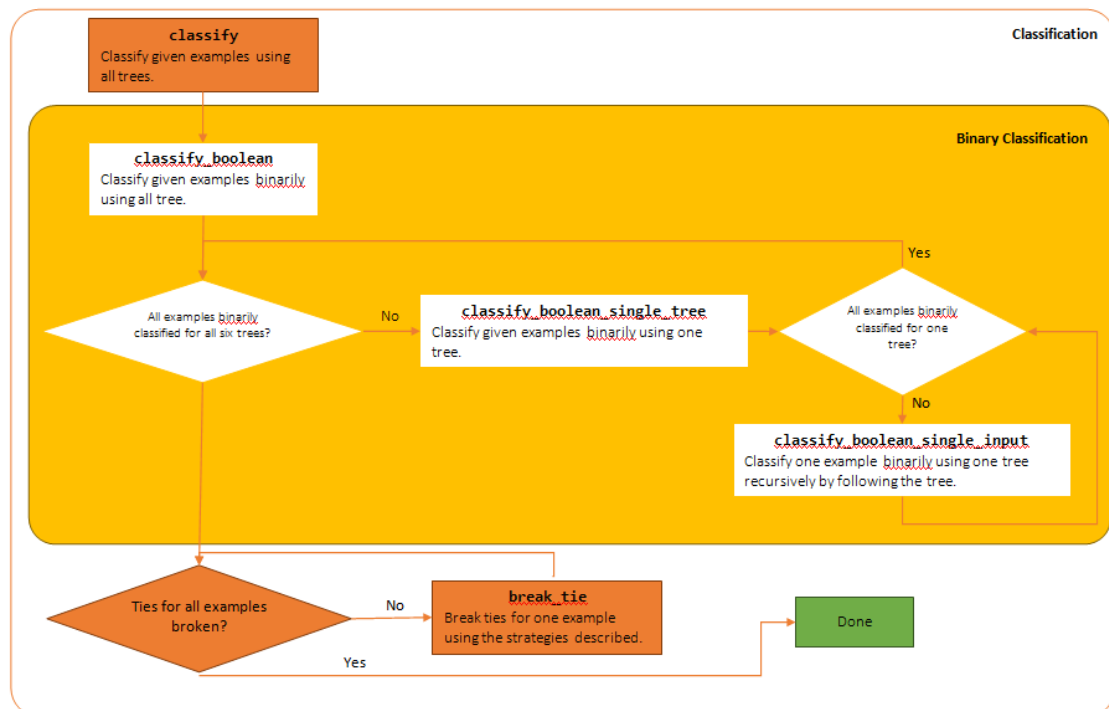 Classification
classify
Classify given examples using
all trees.
Binary Classification
classify_boolean
Classify given examples binarily
using all tree.
Yes
All examples binarily
classified for all six trees?
No
classify_boolean_single_tree
Classify given examples binarily using one
tree.
All examples binarily
classified for one
tree?
No
classify_boolean_single_input
Classify one example binarily using one tree
recursively by following the tree.
Ties for all examples
broken?
No
break_tie
Break ties for one example
using the strategies described.
Done
Yes